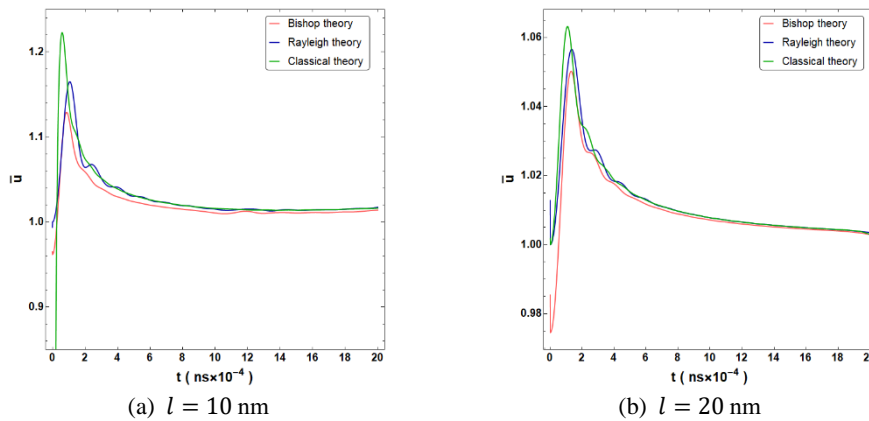 Bishop theory
Rayleigh theory
Classical theory
1.2
1.1
1.0
0.9
u̅
0 2 4 6 8 10 12 14 16 18 20
t ( ns×10⁻⁴ )
(a) l = 10 nm
Bishop theory
Rayleigh theory
Classical theory
1.06
1.04
1.02
1.00
0.98
u̅
0 2 4 6 8 10 12 14 16 18 20
t ( ns×10⁻⁴ )
(b) l = 20 nm